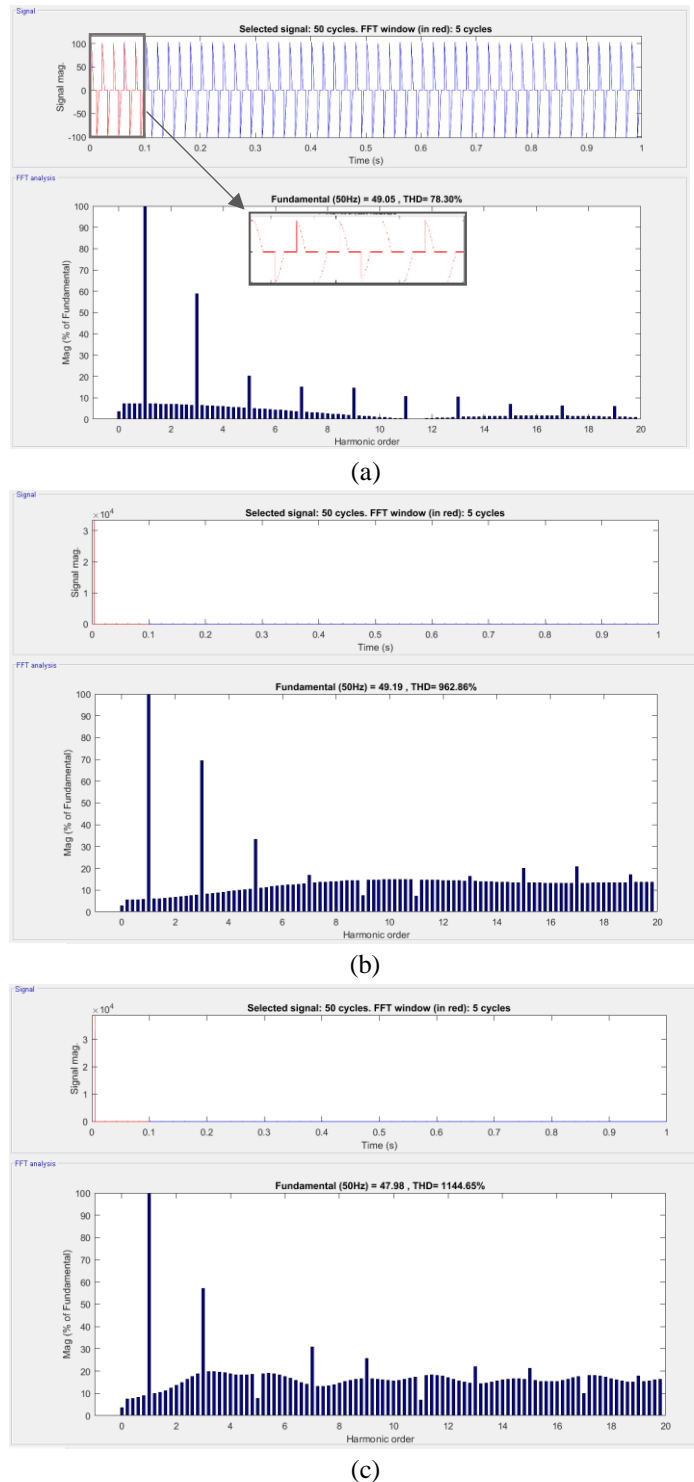 Signal
Selected signal: 50 cycles. FFT window (in red): 5 cycles
100
50
0
-50
-100
Signal mag.
0 0.1 0.2 0.3 0.4 0.5 0.6 0.7 0.8 0.9 1
Time (s)
FFT analysis
Fundamental (50Hz) = 49.05 , THD= 78.30%
100
90
80
70
60
50
40
30
20
10
0
Mag (% of Fundamental)
0 2 4 6 8 10 12 14 16 18 20
Harmonic order
(a)
Signal
Selected signal: 50 cycles. FFT window (in red): 5 cycles
×10⁴
3
2
1
0
Signal mag.
0 0.1 0.2 0.3 0.4 0.5 0.6 0.7 0.8 0.9 1
Time (s)
FFT analysis
Fundamental (50Hz) = 49.19 , THD= 962.86%
100
90
80
70
60
50
40
30
20
10
0
Mag (% of Fundamental)
0 2 4 6 8 10 12 14 16 18 20
Harmonic order
(b)
Signal
Selected signal: 50 cycles. FFT window (in red): 5 cycles
×10⁴
3
2
1
0
Signal mag.
0 0.1 0.2 0.3 0.4 0.5 0.6 0.7 0.8 0.9 1
Time (s)
FFT analysis
Fundamental (50Hz) = 47.98 , THD= 1144.65%
100
90
80
70
60
50
40
30
20
10
0
Mag (% of Fundamental)
0 2 4 6 8 10 12 14 16 18 20
Harmonic order
(c)